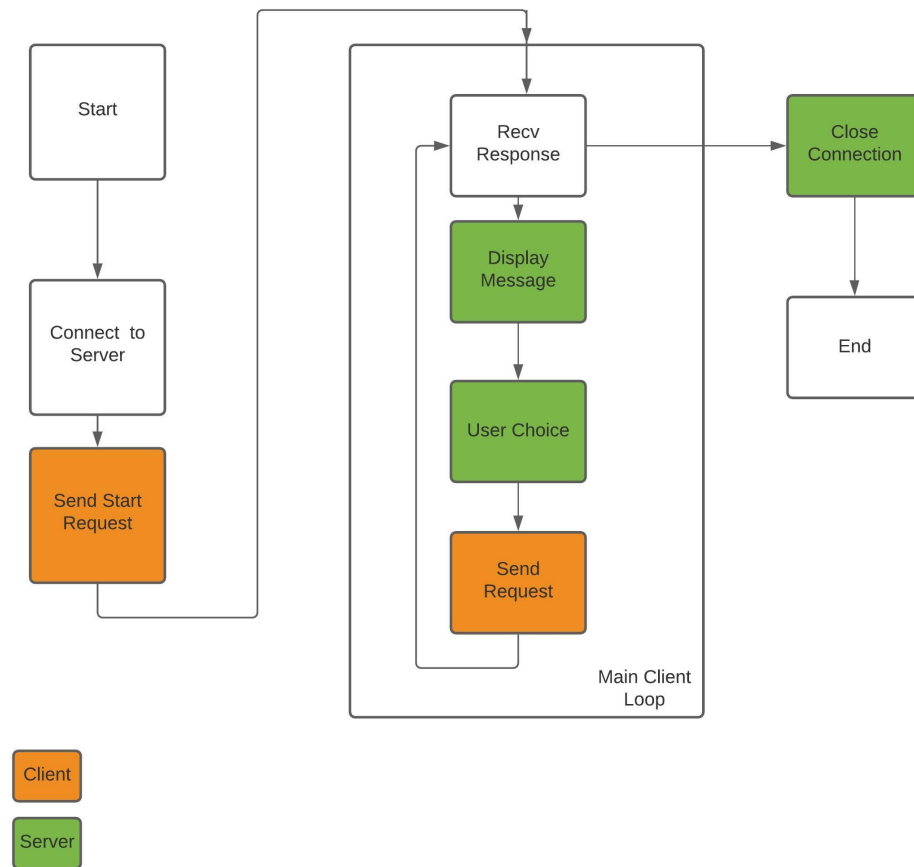 Start
Connect to
Server
Send Start
Request
Recv
Response
Display
Message
User Choice
Send
Request
Main Client
Loop
Close
Connection
End
Client
Server